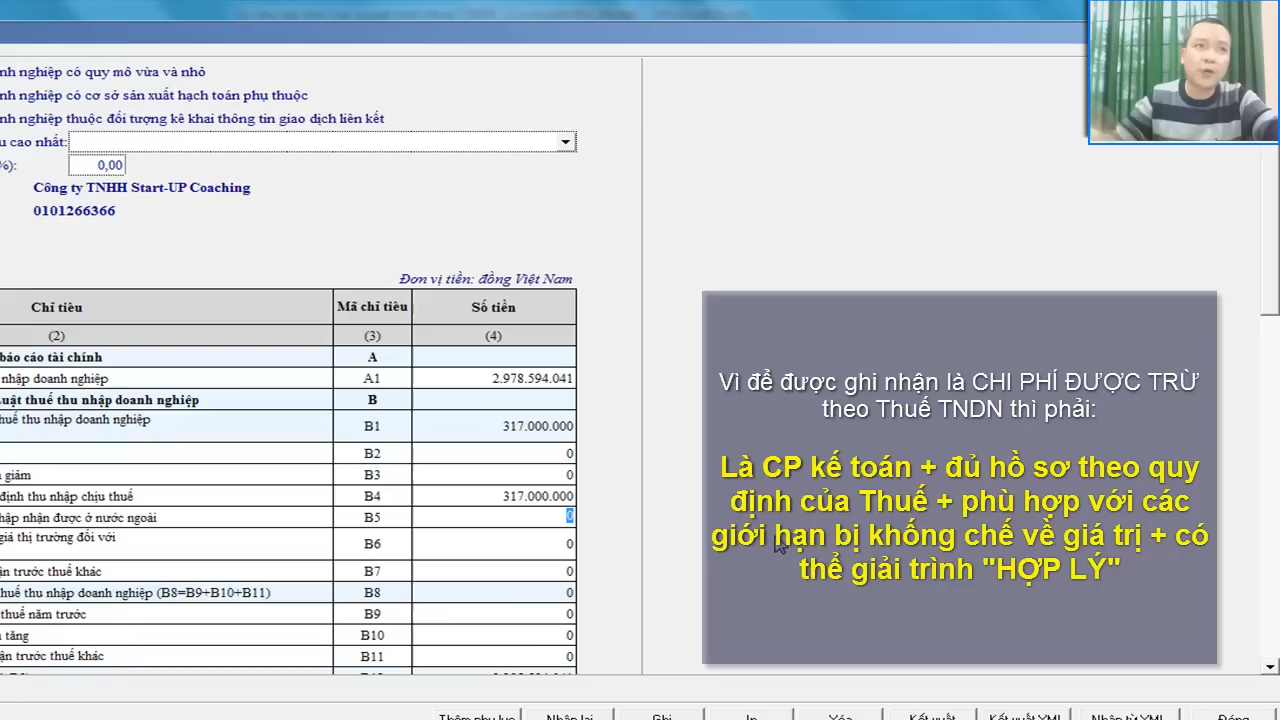 nh nghiệp có quy mô vừa và nhỏ
nh nghiệp có cơ sở sản xuất hạch toán phụ thuộc
nh nghiệp thuộc đối tượng kê khai thông tin giao dịch liên kết
u cao nhất:
%): 0,00
Công ty TNHH Start-UP Coaching
0101266366
Đơn vị tiền: đồng Việt Nam
Chỉ tiêu Mã chỉ tiêu Số tiền
(2) (3) (4)
báo cáo tài chính A
nhập doanh nghiệp A1 2.978.594.041
luật thuế thu nhập doanh nghiệp B
huế thu nhập doanh nghiệp B1 317.000.000
B2 0
giảm B3 0
định thu nhập chịu thuế B4 317.000.000
hập nhận được ở nước ngoài B5 0
giá thị trường đối với B6 0
n trước thuế khác B7 0
huế thu nhập doanh nghiệp (B8=B9+B10+B11) B8 0
thuế năm trước B9 0
tăng B10 0
n trước thuế khác B11 0
Vì để được ghi nhận là CHI PHÍ ĐƯỢC TRỪ
theo Thuế TNDN thì phải:
Là CP kế toán + đủ hồ sơ theo quy
định của Thuế + phù hợp với các
giới hạn bị khống chế về giá trị + có
thể giải trình "HỢP LÝ"
Thêm phụ lục Nhập lại Ghi In Xóa Kết xuất Kết xuất XML Nhập từ XML Đóng